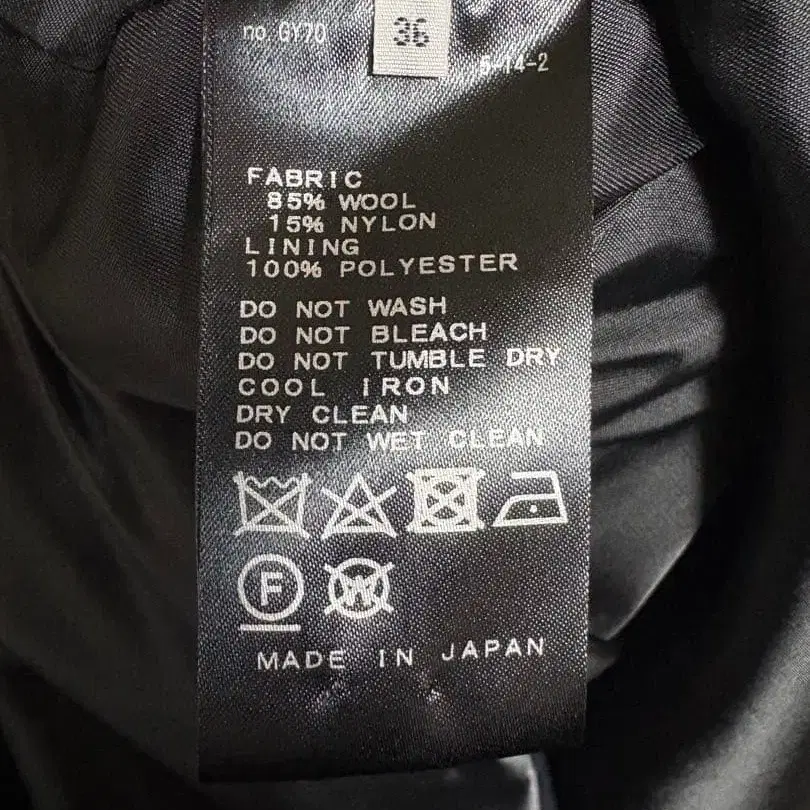 no. GY70
36
5-14-2
FABRIC
85% WOOL
15% NYLON
LINING
100% POLYESTER
DO NOT WASH
DO NOT BLEACH
DO NOT TUMBLE DRY
COOL IRON
DRY CLEAN
DO NOT WET CLEAN
F
W
MADE IN JAPAN